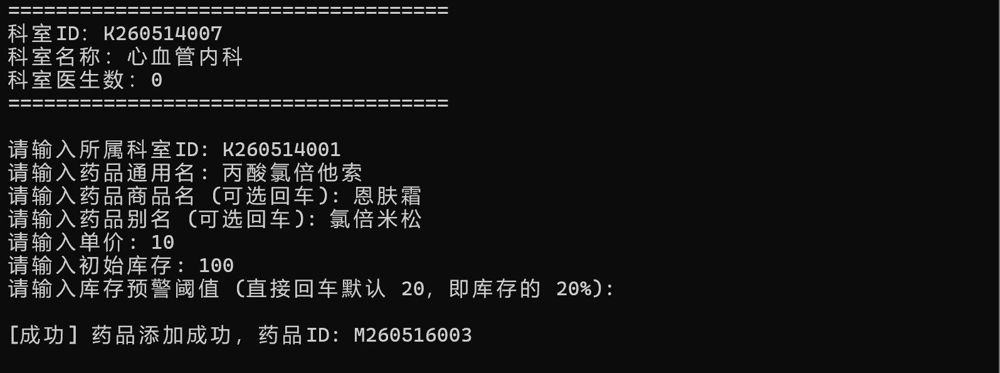 =====================================
科室ID: K260514007
科室名称: 心血管内科
科室医生数: 0
=====================================
请输入所属科室ID: K260514001
请输入药品通用名: 丙酸氯倍他索
请输入药品商品名 (可选回车): 恩肤霜
请输入药品别名 (可选回车): 氯倍米松
请输入单价: 10
请输入初始库存: 100
请输入库存预警阈值 (直接回车默认 20, 即库存的 20%):
[成功] 药品添加成功, 药品ID: M260516003